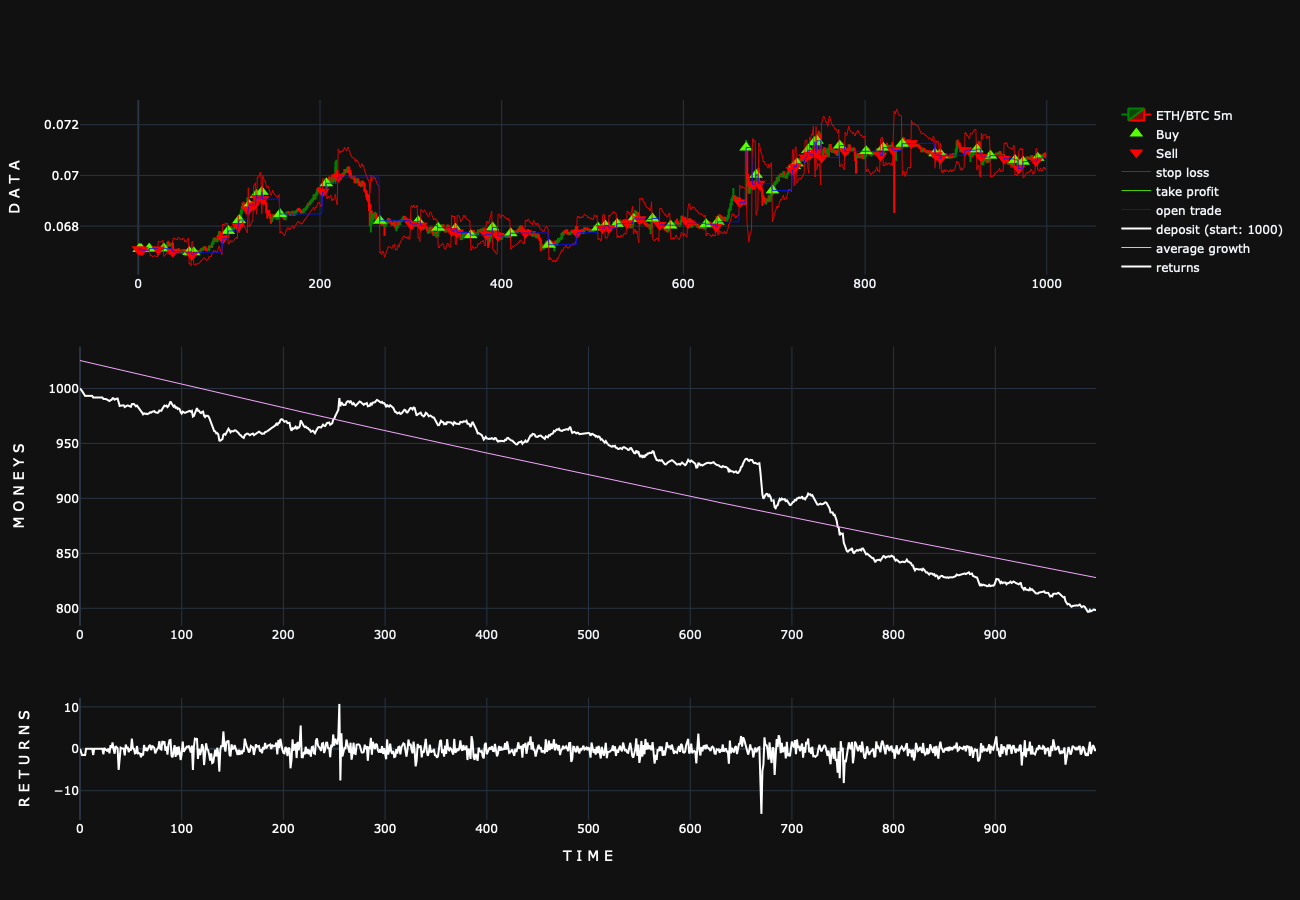 DATA
0.072
0.07
0.068
0
200
400
600
800
1000
ETH/BTC 5m
Buy
Sell
stop loss
take profit
open trade
deposit (start: 1000)
average growth
returns
MONEYS
1000
950
900
850
800
0
100
200
300
400
500
600
700
800
900
RETURNS
10
0
−10
0
100
200
300
400
500
600
700
800
900
TIME